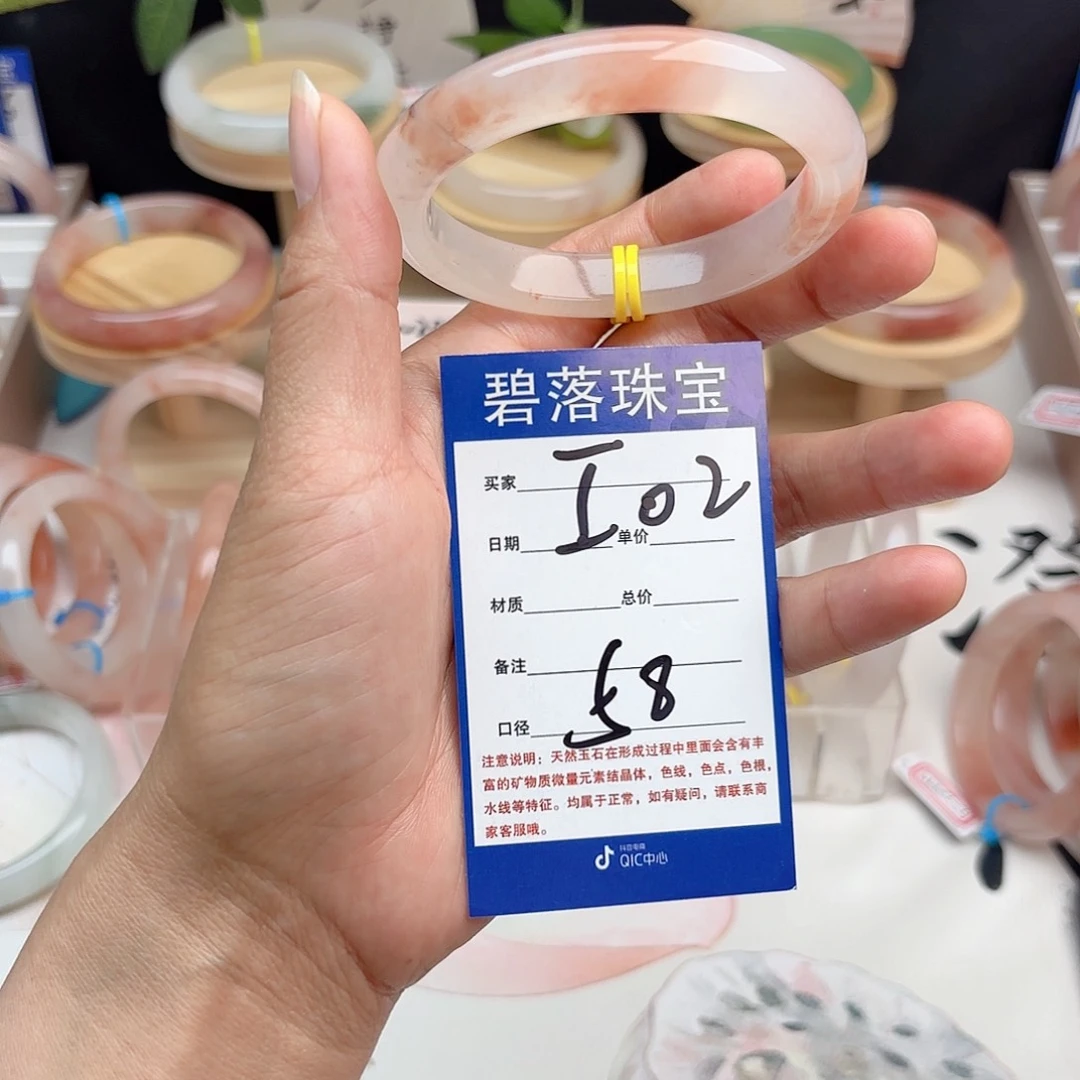 碧落珠宝
I02
买家
日期 单价
材质 总价
备注
58
口径
注意说明：天然玉石在形成过程中里面会含有丰
富的矿物质微量元素结晶体，色线，色点，色根，
水线等特征。均属于正常，如有疑问，请联系商
家客服哦。
抖音电商
QIC中心